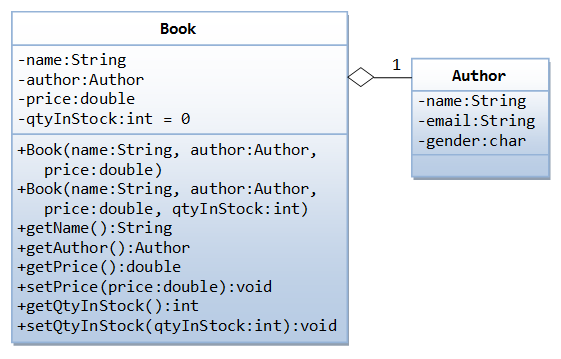 Book
-name:String
-author:Author
-price:double
-qtyInStock:int = 0
+Book(name:String, author:Author,
price:double)
+Book(name:String, author:Author,
price:double, qtyInStock:int)
+getName():String
+getAuthor():Author
+getPrice():double
+setPrice(price:double):void
+getQtyInStock():int
+setQtyInStock(qtyInStock:int):void
1
Author
-name:String
-email:String
-gender:char